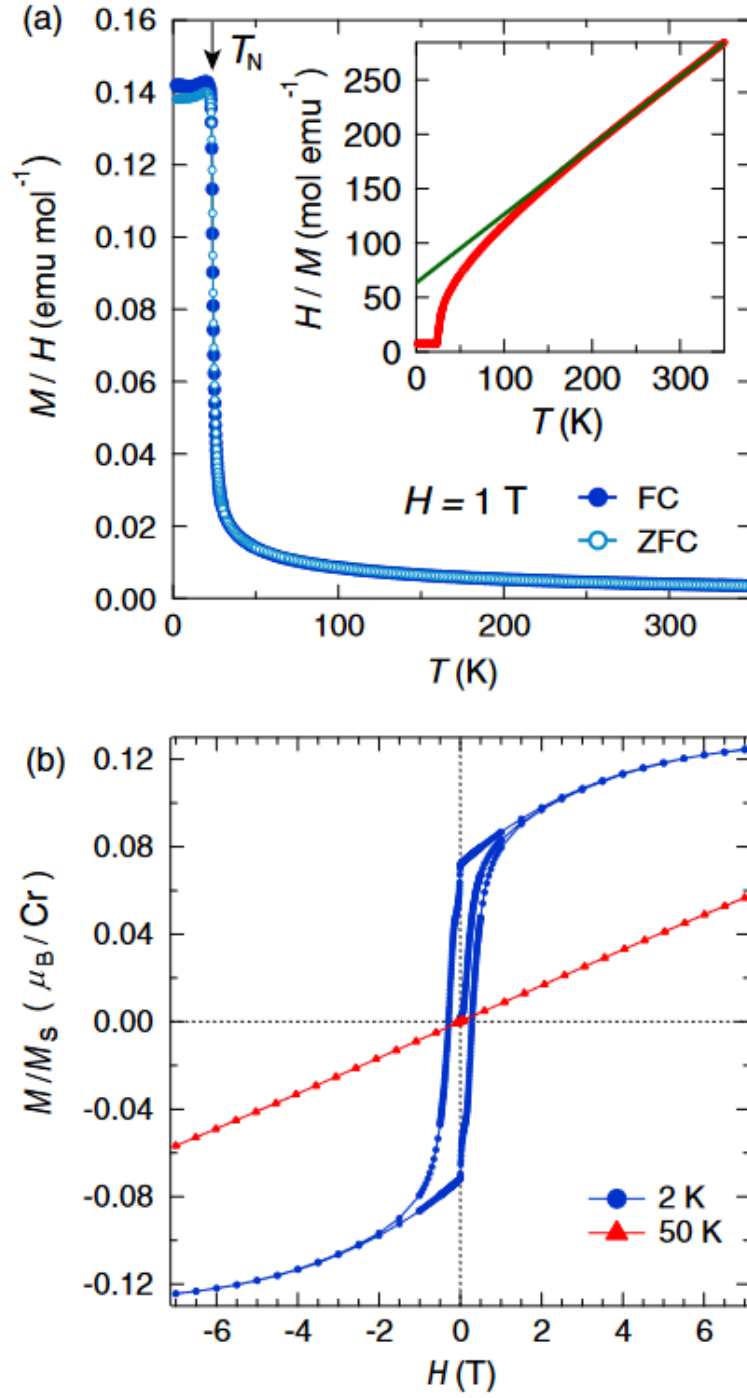 (a)
T_N
M / H (emu mol⁻¹)
0.16
0.14
0.12
0.10
0.08
0.06
0.04
0.02
0.00
0
100
200
300
T (K)
H / M (mol emu⁻¹)
250
200
150
100
50
0
0
100
200
300
T (K)
H = 1 T
FC
ZFC
(b)
M/M_S ( μ_B / Cr)
0.12
0.08
0.04
0.00
-0.04
-0.08
-0.12
-6
-4
-2
0
2
4
6
H (T)
2 K
50 K